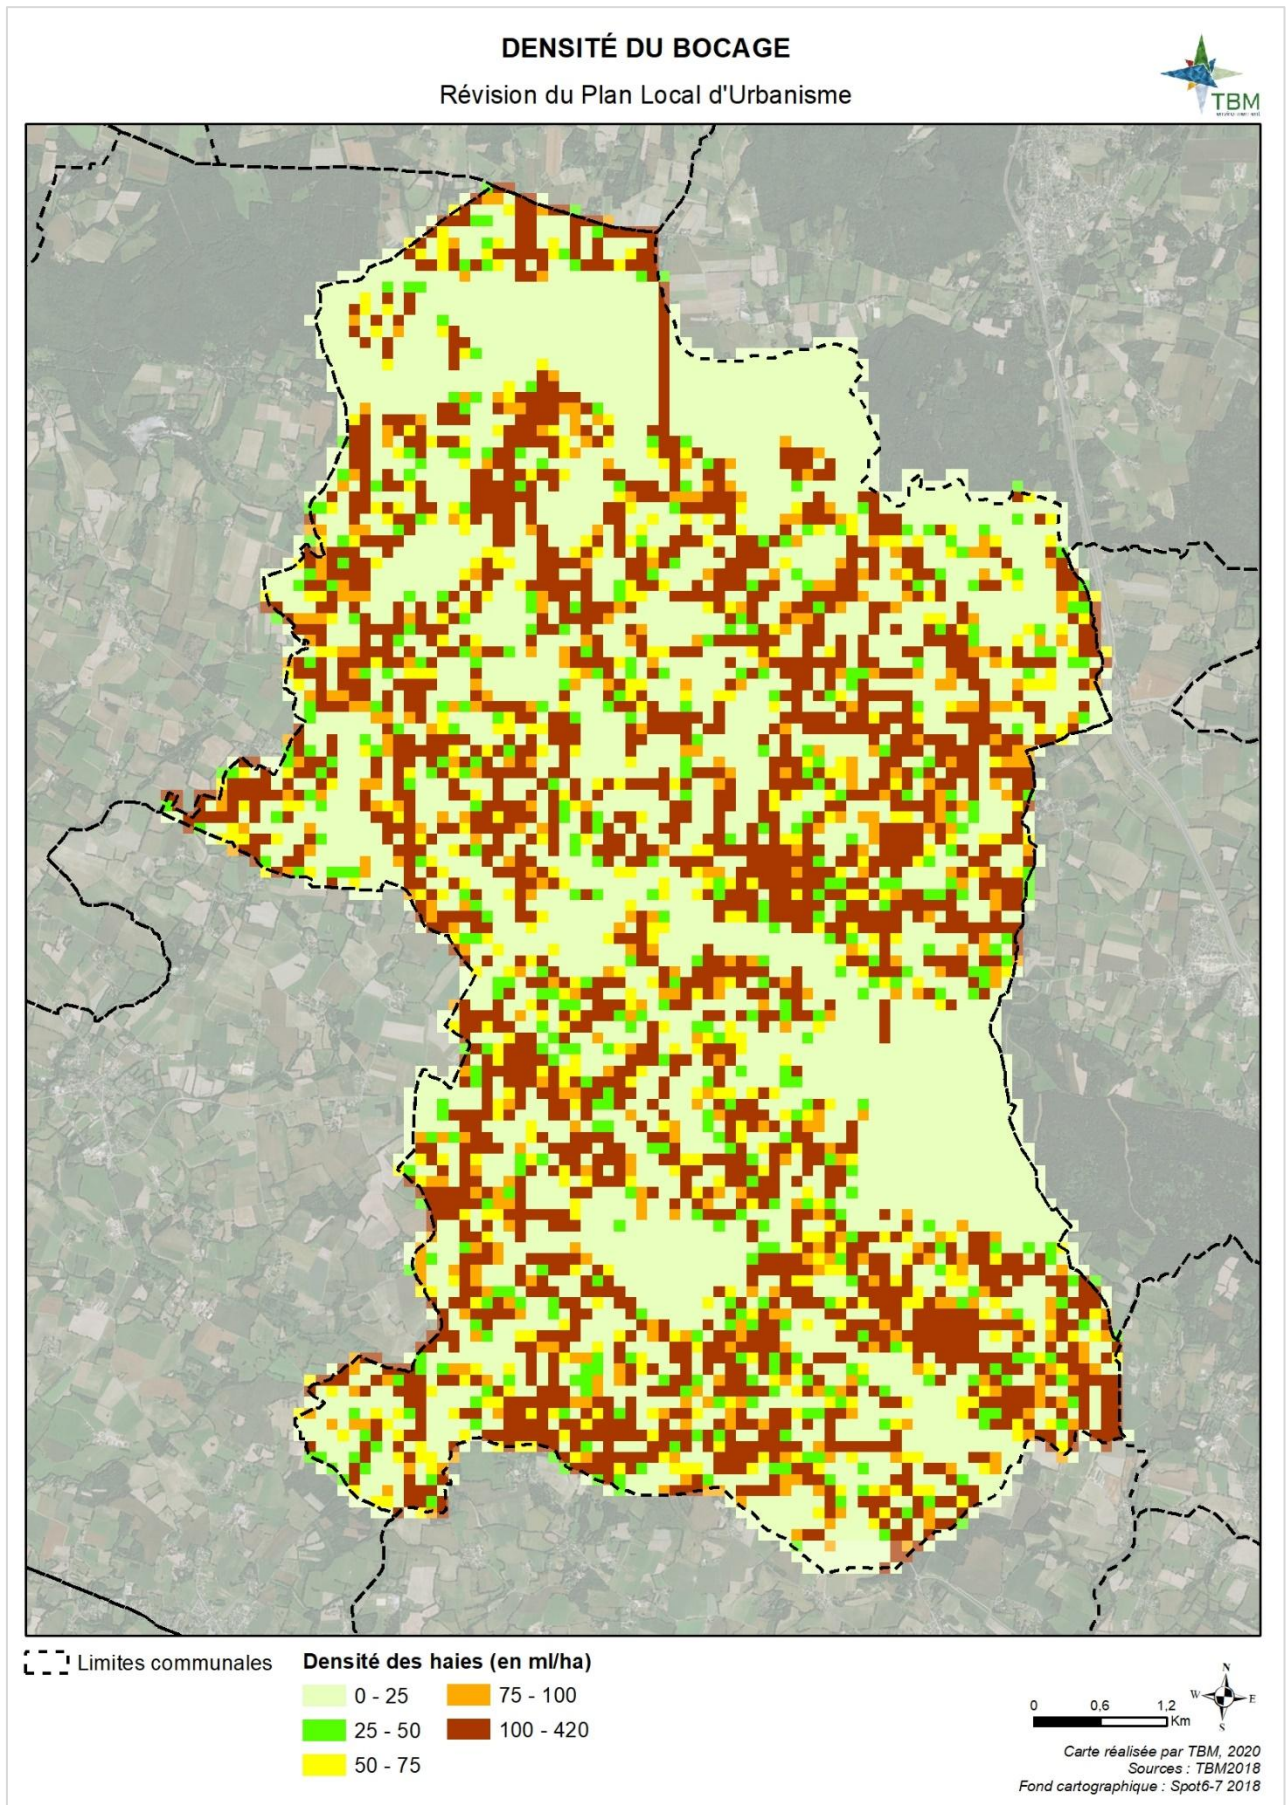 DENSITÉ DU BOCAGE
Révision du Plan Local d'Urbanisme
TBM
Limites communales
Densité des haies (en ml/ha)
0 - 25
25 - 50
50 - 75
75 - 100
100 - 420
0 0,6 1,2
Km
N
W E
S
Carte réalisée par TBM, 2020
Sources : TBM2018
Fond cartographique : Spot6-7 2018